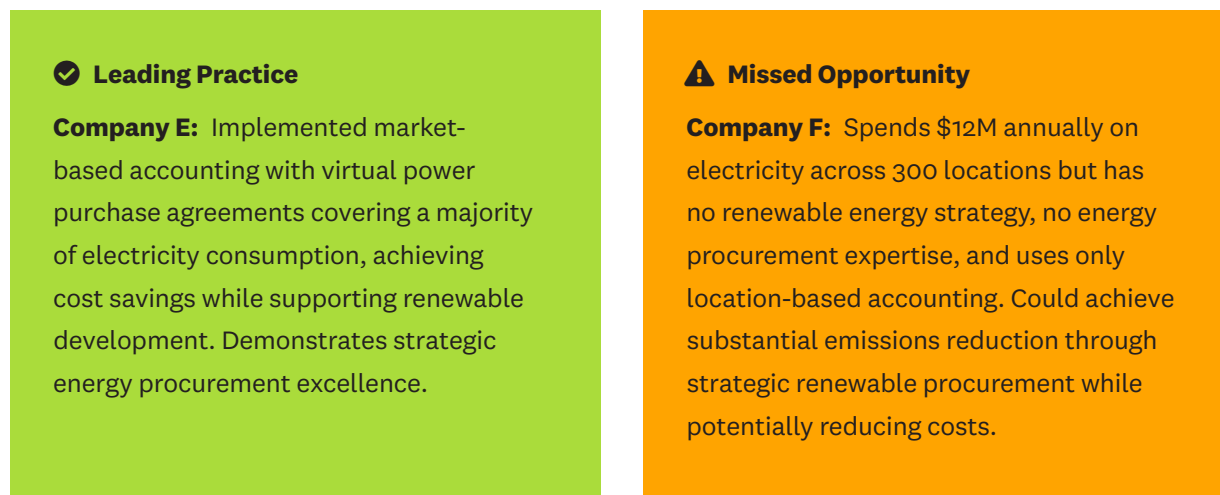 Leading Practice
Company E: Implemented market-
based accounting with virtual power
purchase agreements covering a majority
of electricity consumption, achieving
cost savings while supporting renewable
development. Demonstrates strategic
energy procurement excellence.
Missed Opportunity
Company F: Spends $12M annually on
electricity across 300 locations but has
no renewable energy strategy, no energy
procurement expertise, and uses only
location-based accounting. Could achieve
substantial emissions reduction through
strategic renewable procurement while
potentially reducing costs.